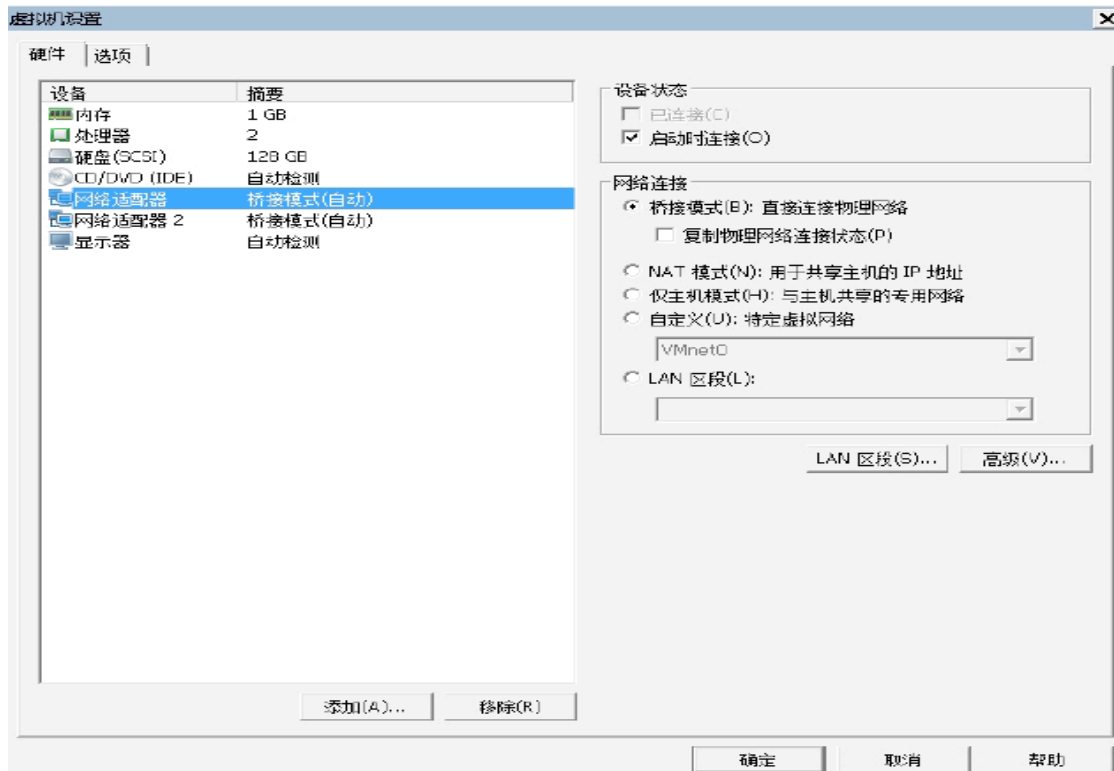 虚拟机设置
硬件 选项
设备 摘要
内存 1 GB
处理器 2
硬盘(SCSI) 128 GB
CD/DVD (IDE) 自动检测
网络适配器 桥接模式(自动)
网络适配器 2 桥接模式(自动)
显示器 自动检测
添加(A)... 移除(R)
设备状态
已连接(C)
启动时连接(O)
网络连接
桥接模式(B): 直接连接物理网络
复制物理网络连接状态(P)
NAT 模式(N): 用于共享主机的 IP 地址
仅主机模式(H): 与主机共享的专用网络
自定义(U): 特定虚拟网络
VMnet0
LAN 区段(L):
LAN 区段(S)... 高级(V)...
确定 取消 帮助